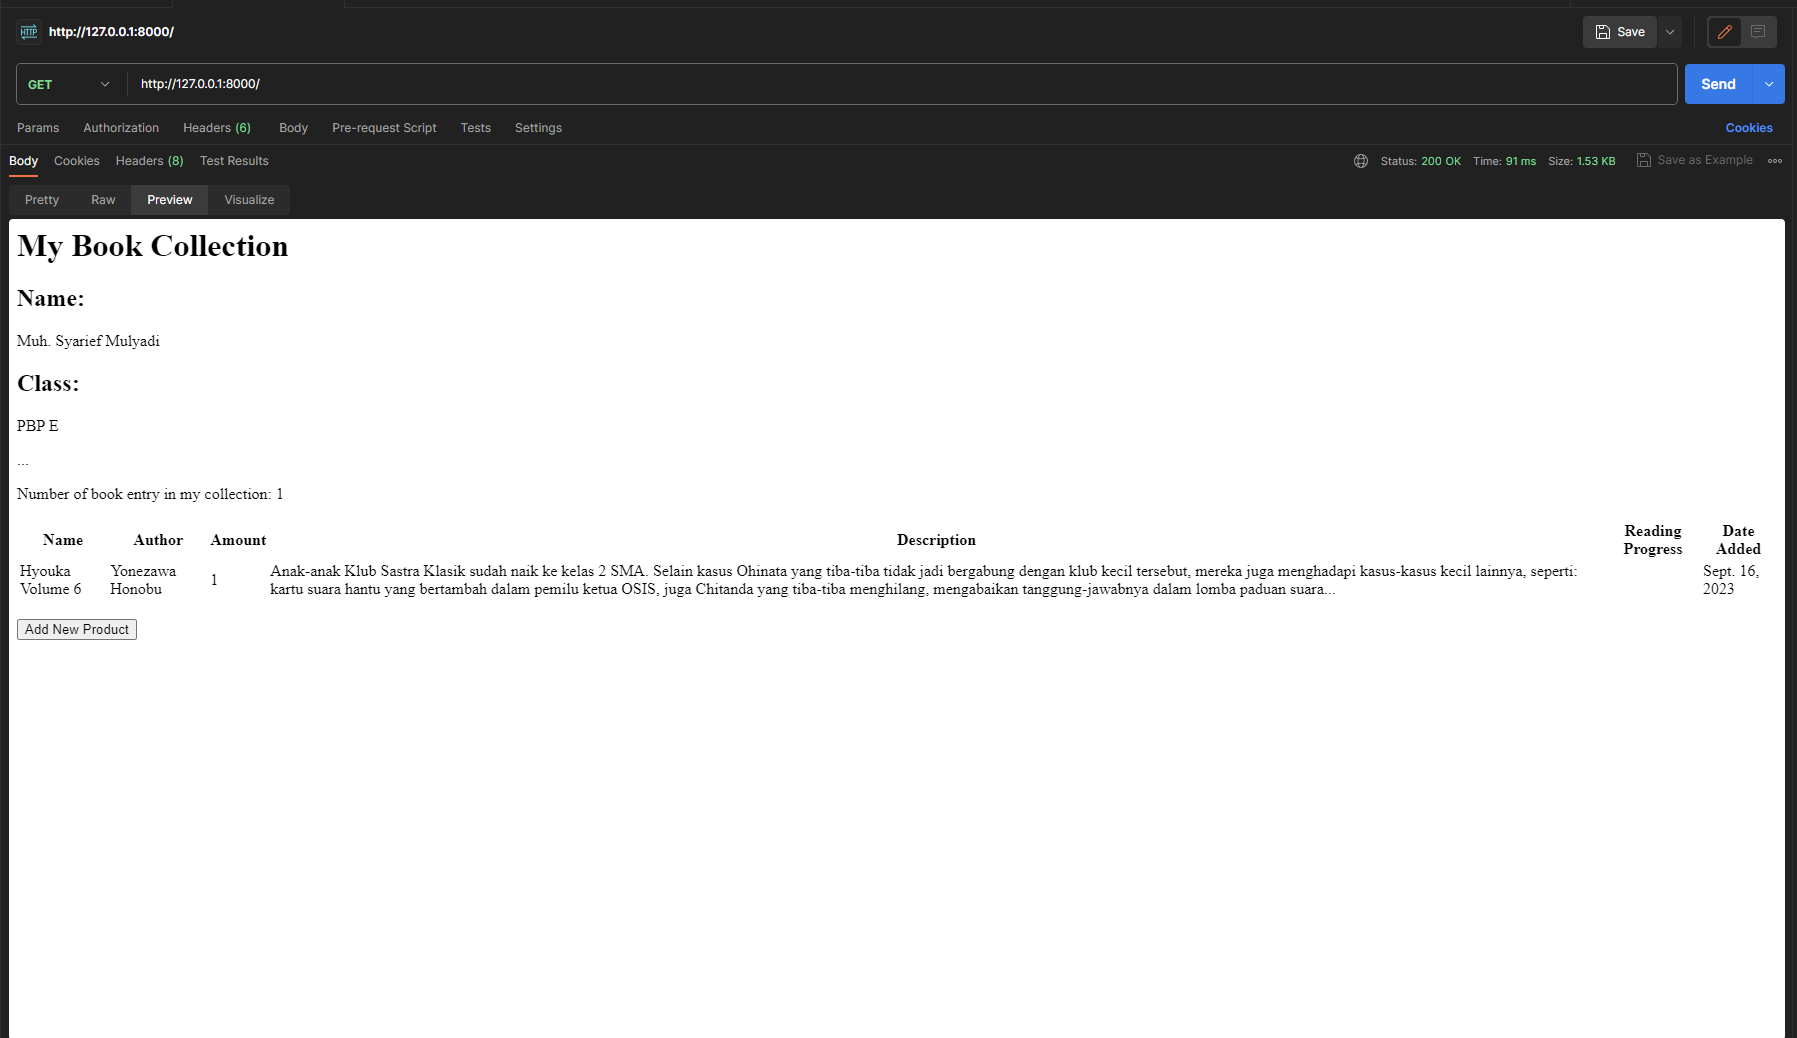 HTTP http://127.0.0.1:8000/
Save
GET http://127.0.0.1:8000/
Send
Params Authorization Headers (6) Body Pre-request Script Tests Settings Cookies
Body Cookies Headers (8) Test Results Status: 200 OK Time: 91 ms Size: 1.53 KB Save as Example
Pretty Raw Preview Visualize
My Book Collection
Name:
Muh. Syarief Mulyadi
Class:
PBP E
...
Number of book entry in my collection: 1
Name Author Amount Description Reading Progress Date Added
Hyouka Volume 6
Yonezawa Honobu
1
Anak-anak Klub Sastra Klasik sudah naik ke kelas 2 SMA. Selain kasus Ohinata yang tiba-tiba tidak jadi bergabung dengan klub kecil tersebut, mereka juga menghadapi kasus-kasus kecil lainnya, seperti:
kartu suara hantu yang bertambah dalam pemilu ketua OSIS, juga Chitanda yang tiba-tiba menghilang, mengabaikan tanggung-jawabnya dalam lomba paduan suara...
Sept. 16, 2023
Add New Product